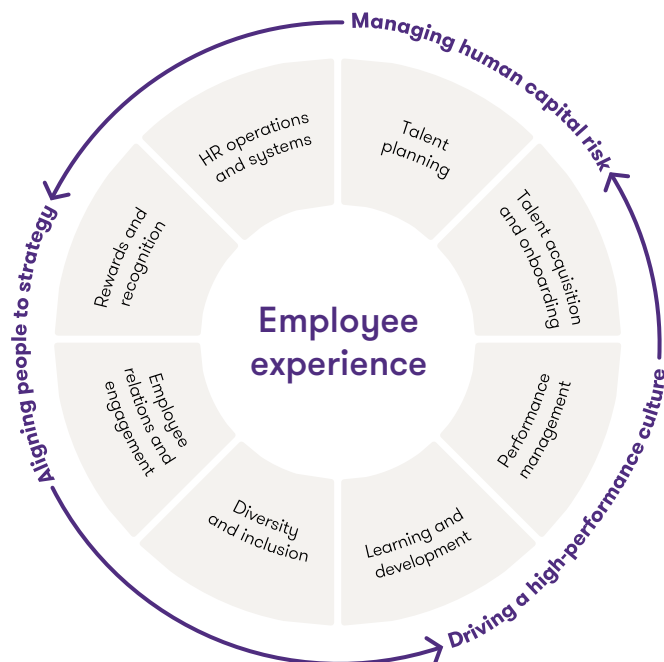 Managing human capital risk
Talent
planning
Talent acquisition
and onboarding
Performance
management
Driving a high-performance culture
Learning and
development
Diversity
and inclusion
Employee
relations and
engagement
Aligning people to strategy
Rewards and
recognition
HR operations
and systems
Employee
experience